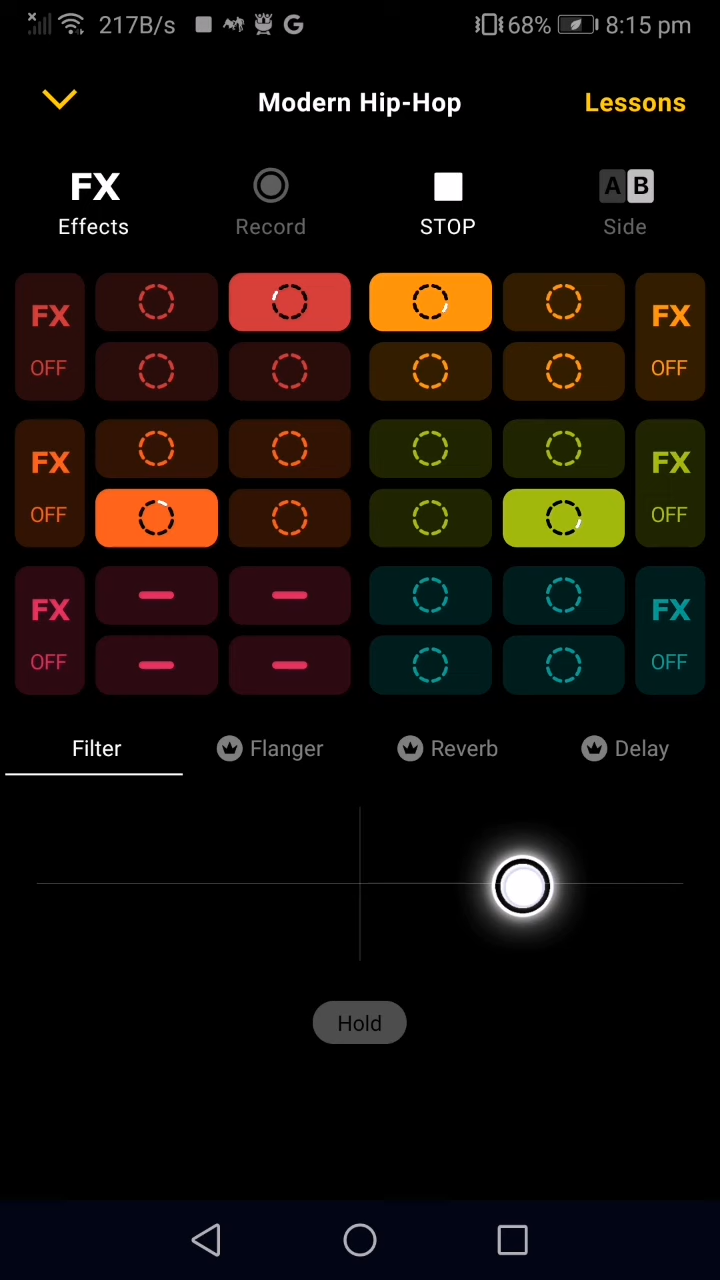 217B/s G 68% 8:15 pm
Modern Hip-Hop Lessons
FX A B
Effects Record STOP Side
FX FX
OFF OFF
FX FX
OFF OFF
FX FX
OFF OFF
Filter Flanger Reverb Delay
Hold